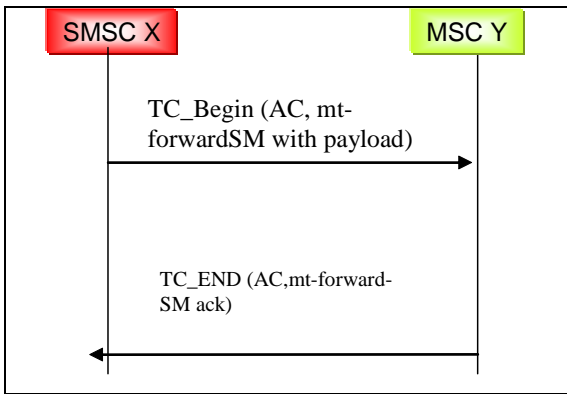 SMSC X
MSC Y
TC_Begin (AC, mt-
forwardSM with payload)
TC_END (AC,mt-forward-
SM ack)